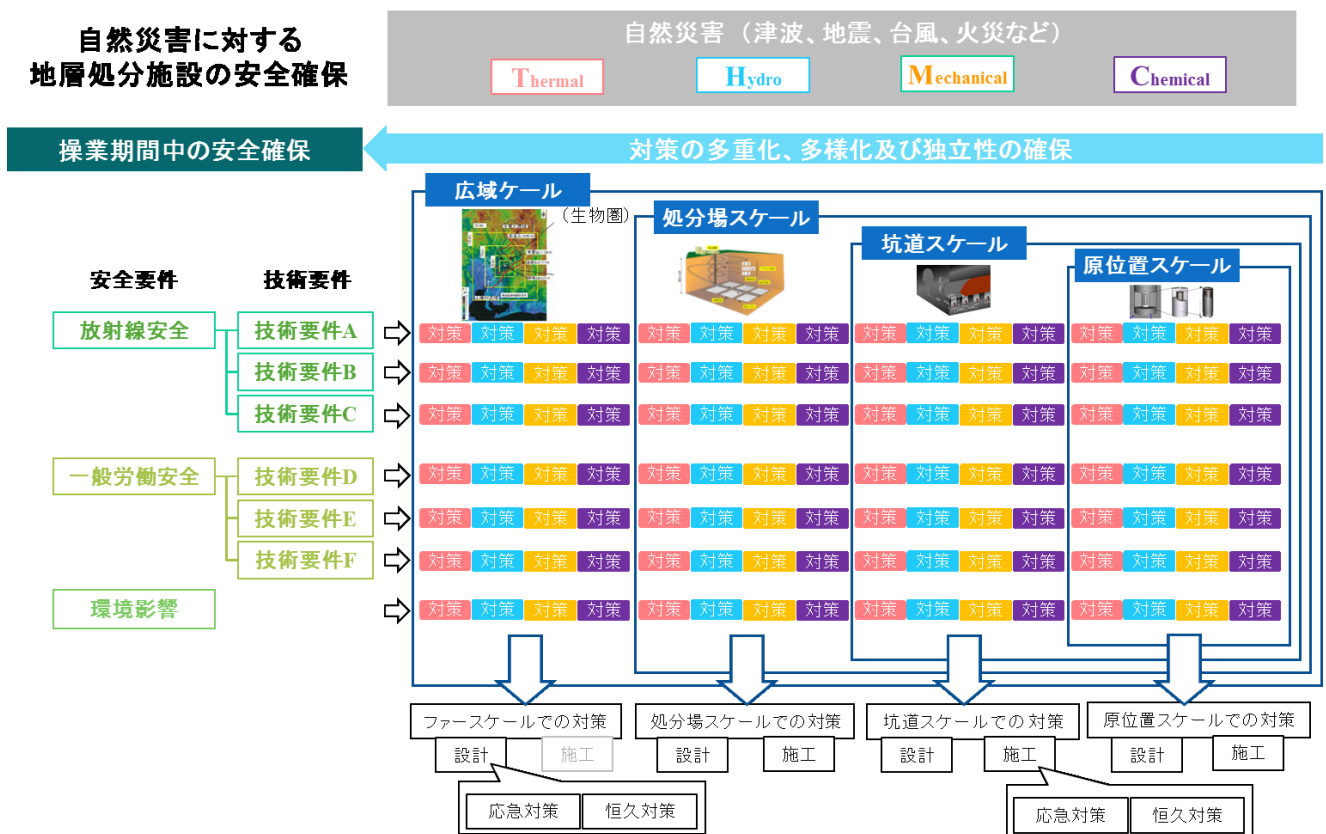 自然災害に対する
地層処分施設の安全確保
自然災害（津波、地震、台風、火災など）
Thermal Hydro Mechanical Chemical
操業期間中の安全確保
対策の多重化、多様化及び独立性の確保
広域ケール
（生物圏）
処分場スケール
坑道スケール
原位置スケール
安全要件 技術要件
放射線安全 技術要件A 対策 対策 対策 対策 対策 対策 対策 対策 対策 対策 対策 対策 対策 対策 対策 対策
技術要件B 対策 対策 対策 対策 対策 対策 対策 対策 対策 対策 対策 対策 対策 対策 対策 対策
技術要件C 対策 対策 対策 対策 対策 対策 対策 対策 対策 対策 対策 対策 対策 対策 対策 対策
一般労働安全 技術要件D 対策 対策 対策 対策 対策 対策 対策 対策 対策 対策 対策 対策 対策 対策 対策 対策
技術要件E 対策 対策 対策 対策 対策 対策 対策 対策 対策 対策 対策 対策 対策 対策 対策 対策
技術要件F 対策 対策 対策 対策 対策 対策 対策 対策 対策 対策 対策 対策 対策 対策 対策 対策
環境影響 対策 対策 対策 対策 対策 対策 対策 対策 対策 対策 対策 対策 対策 対策 対策 対策
ファースケールでの対策 処分場スケールでの対策 坑道スケールでの対策 原位置スケールでの対策
設計 施工 設計 施工 設計 施工 設計 施工
応急対策 恒久対策 応急対策 恒久対策